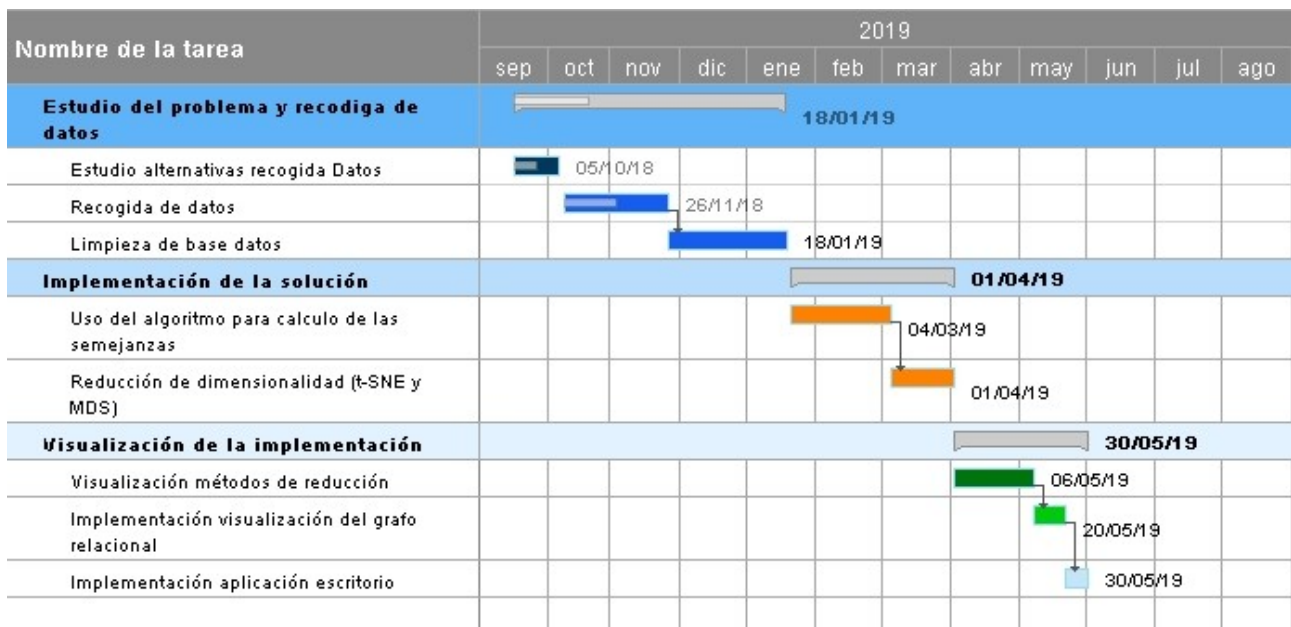 Nombre de la tarea
2019
sep oct nov dic ene feb mar abr may jun jul ago
Estudio del problema y recodiga de
datos
18/01/19
Estudio alternativas recogida Datos
05/10/18
Recogida de datos
26/11/18
Limpieza de base datos
18/01/19
Implementación de la solución
01/04/19
Uso del algoritmo para calculo de las
semejanzas
04/03/19
Reducción de dimensionalidad (t-SNE y
MDS)
01/04/19
Visualización de la implementación
30/05/19
Visualización métodos de reducción
06/05/19
Implementación visualización del grafo
relacional
20/05/19
Implementación aplicación escritorio
30/05/19